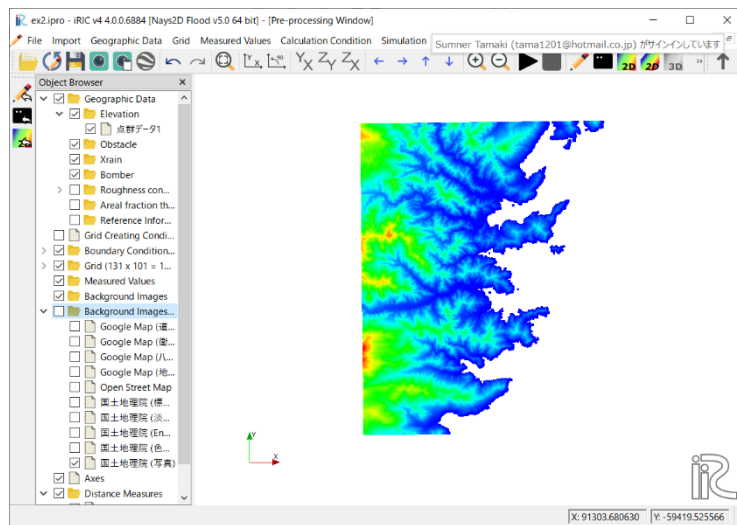 ex2.ipro - iRIC v4 4.0.0.6884 [Nays2D Flood v5.0 64 bit] - [Pre-processing Window]
File Import Geographic Data Grid Measured Values Calculation Condition Simulation
Sumner Tamaki (tama1201@hotmail.co.jp) がサインインしています
2D 2D 3D
Object Browser
Geographic Data
Elevation
点群データ1
Obstacle
Xrain
Bomber
Roughness con...
Areal fraction th...
Reference Infor...
Grid Creating Condi...
Boundary Condition...
Grid (131 x 101 = 1...
Measured Values
Background Images
Background Images...
Google Map (道...
Google Map (衛...
Google Map (ハ...
Google Map (地...
Open Street Map
国土地理院 (標...
国土地理院 (淡...
国土地理院 (En...
国土地理院 (色...
国土地理院 (写真)
Axes
Distance Measures
Y
X
iRIC
X: 91303.680630 Y: -59419.525566